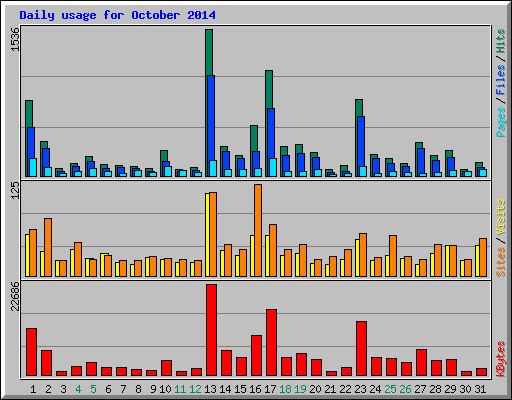 Daily usage for October 2014
1536
Pages / Files / Hits
125
Sites / Visits
22686
KBytes
1 2 3 4 5 6 7 8 9 10 11 12 13 14 15 16 17 18 19 20 21 22 23 24 25 26 27 28 29 30 31